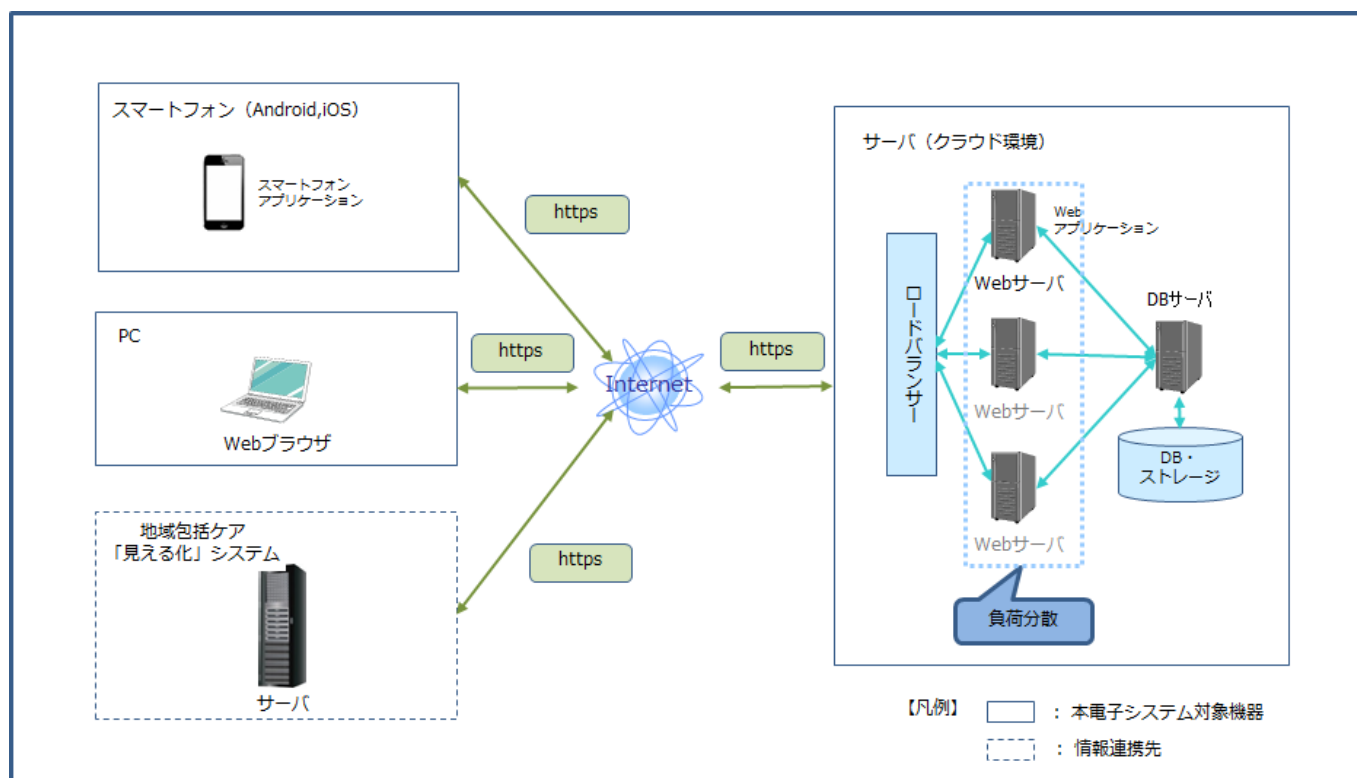 スマートフォン（Android,iOS）
スマートフォン
アプリケーション
https
PC
Webブラウザ
https
地域包括ケア
「見える化」システム
サーバ
https
Internet
https
サーバ（クラウド環境）
ロードバランサー
Web
アプリケーション
Webサーバ
Webサーバ
Webサーバ
負荷分散
DBサーバ
DB・
ストレージ
【凡例】
：本電子システム対象機器
：情報連携先